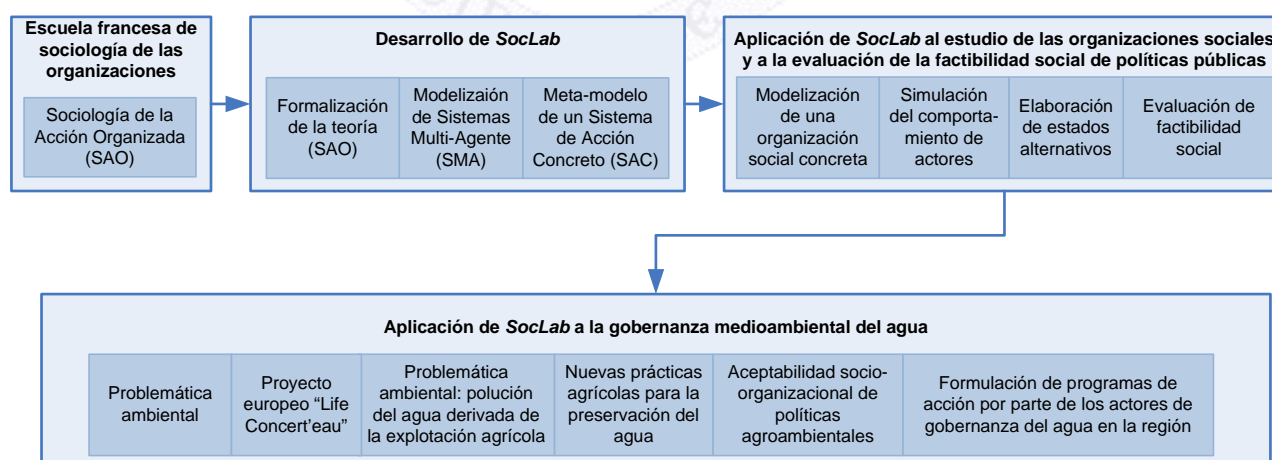 Escuela francesa de
sociología de las
organizaciones
Sociología de la
Acción Organizada
(SAO)
Desarrollo de SocLab
Formalización
de la teoría
(SAO)
Modelizaión
de Sistemas
Multi-Agente
(SMA)
Meta-modelo
de un Sistema
de Acción
Concreto (SAC)
Aplicación de SocLab al estudio de las organizaciones sociales
y a la evaluación de la factibilidad social de políticas públicas
Modelización
de una
organización
social concreta
Simulación
del comporta-
miento de
actores
Elaboración
de estados
alternativos
Evaluación de
factibilidad
social
Aplicación de SocLab a la gobernanza medioambiental del agua
Problemática
ambiental
Proyecto
europeo “Life
Concert’eau”
Problemática
ambiental: polución
del agua derivada de
la explotación agrícola
Nuevas prácticas
agrícolas para la
preservación del
agua
Aceptabilidad socio-
organizacional de
políticas
agroambientales
Formulación de programas de
acción por parte de los actores de
gobernanza del agua en la región